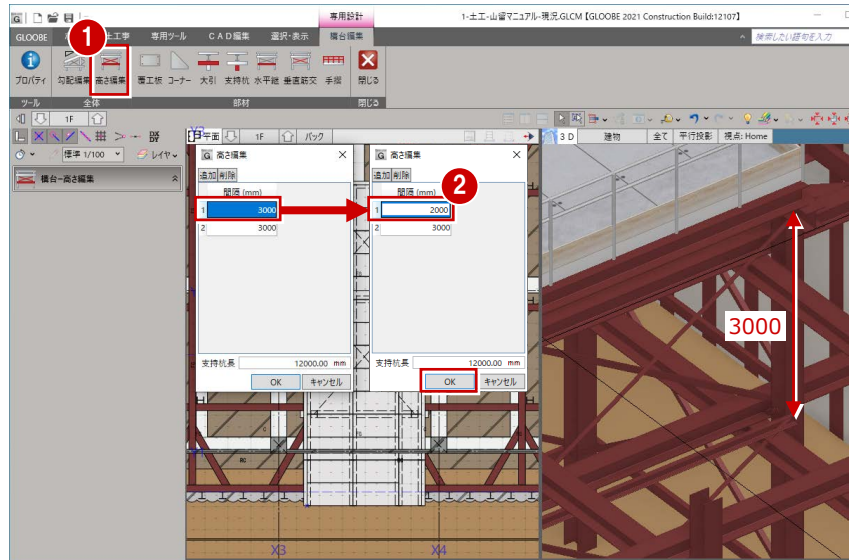 専用設計
1-土工-山留マニュアル-現況.GLCM【GLOOBE 2021 Construction Build:12107】
GLOOBE
土工事
専用ツール
CAD編集
選択・表示
構台編集
検索したい語句を入力
1
プロパティ
勾配編集
高さ編集
覆工板
コーナー
大引
支持杭
水平継
垂直筋交
手摺
閉じる
ツール
全体
部材
閉じる
1F
標準 1/100
レイヤ
構台-高さ編集
平面
1F
バック
3D
建物
全て
平行投影
視点: Home
高さ編集
追加 削除
間隔 (mm)
1 3000
2 3000
支持杭長 12000.00 mm
OK キャンセル
高さ編集
追加 削除
間隔 (mm)
2
1 2000
2 3000
支持杭長 12000.00 mm
OK キャンセル
3000
X3
X4